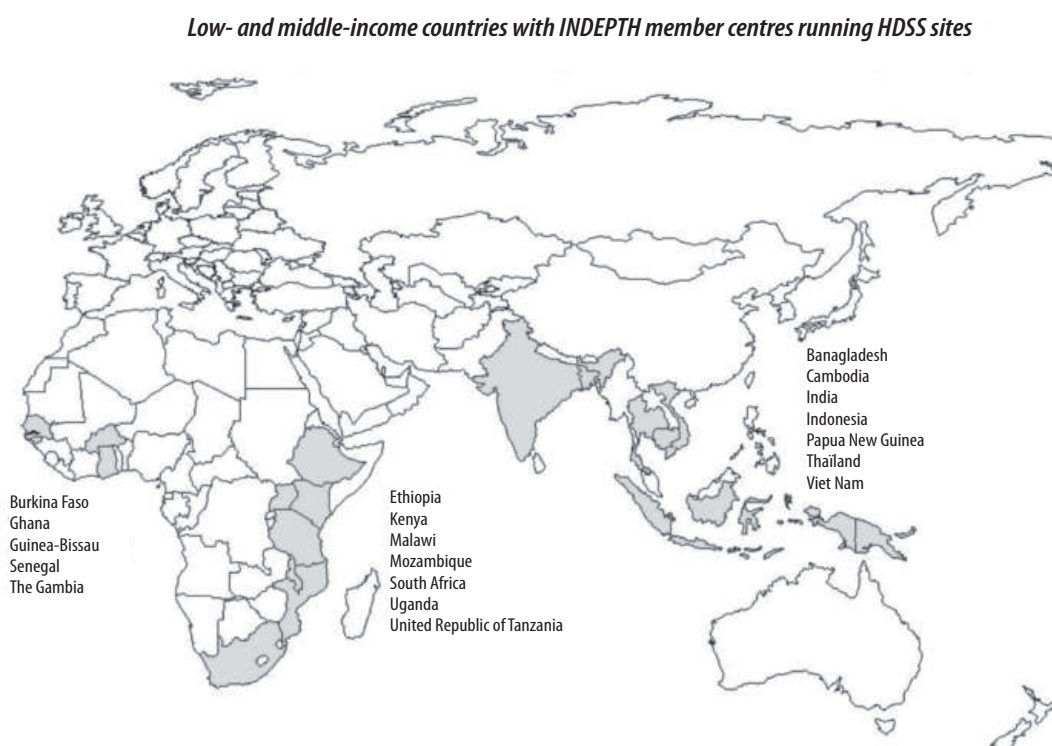 Low- and middle-income countries with INDEPTH member centres running HDSS sites
Burkina Faso
Ghana
Guinea-Bissau
Senegal
The Gambia
Ethiopia
Kenya
Malawi
Mozambique
South Africa
Uganda
United Republic of Tanzania
Banagladesh
Cambodia
India
Indonesia
Papua New Guinea
Thaïland
Viet Nam